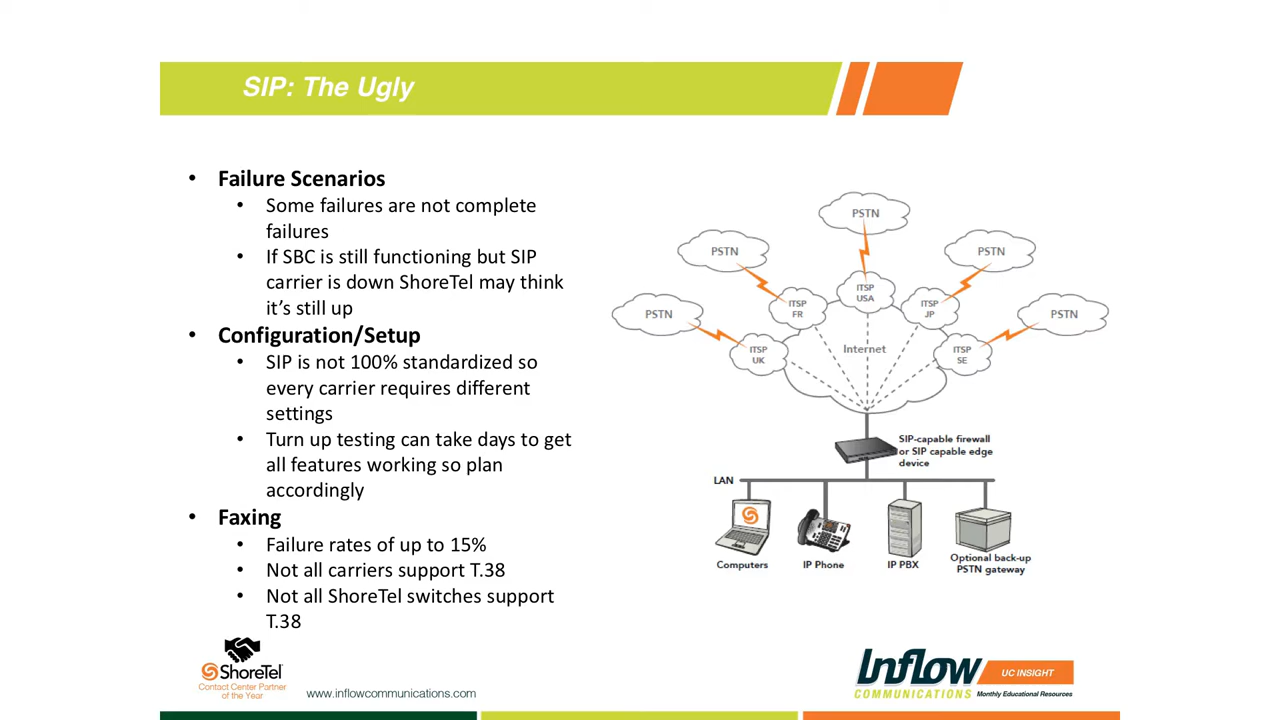 SIP: The Ugly
• Failure Scenarios
• Some failures are not complete
failures
• If SBC is still functioning but SIP
carrier is down ShoreTel may think
it’s still up
• Configuration/Setup
• SIP is not 100% standardized so
every carrier requires different
settings
• Turn up testing can take days to get
all features working so plan
accordingly
• Faxing
• Failure rates of up to 15%
• Not all carriers support T.38
• Not all ShoreTel switches support
T.38
PSTN
PSTN
PSTN
PSTN
PSTN
ITSP
UK
ITSP
FR
ITSP
USA
ITSP
JP
ITSP
SE
Internet
SIP-capable firewall
or SIP capable edge
device
LAN
Computers
IP Phone
IP PBX
Optional back-up
PSTN gateway
ShoreTel
Contact Center Partner
of the Year
www.inflowcommunications.com
Inflow
COMMUNICATIONS
UC INSIGHT
Monthly Educational Resources